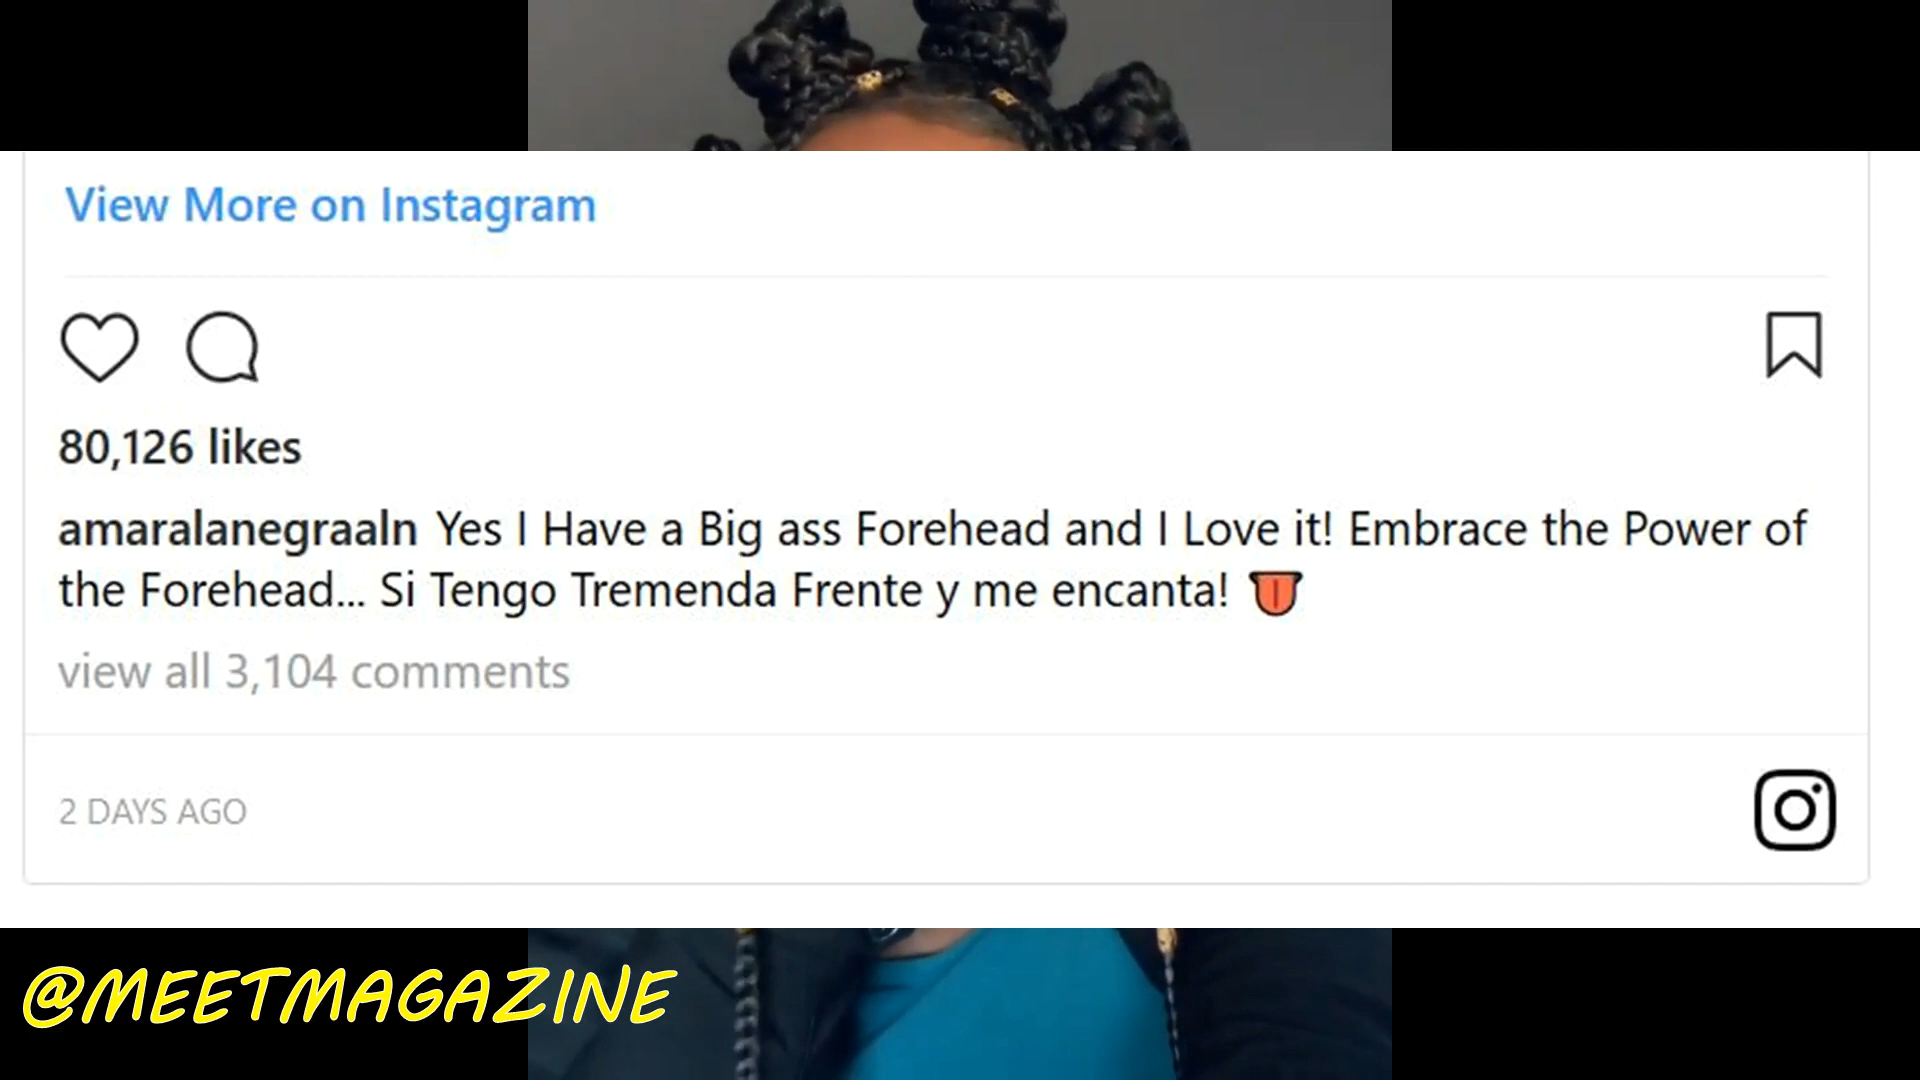 View More on Instagram
80,126 likes
amaralanegraaln Yes I Have a Big ass Forehead and I Love it! Embrace the Power of
the Forehead... Si Tengo Tremenda Frente y me encanta! 👅
view all 3,104 comments
2 DAYS AGO
@MEETMAGAZINE